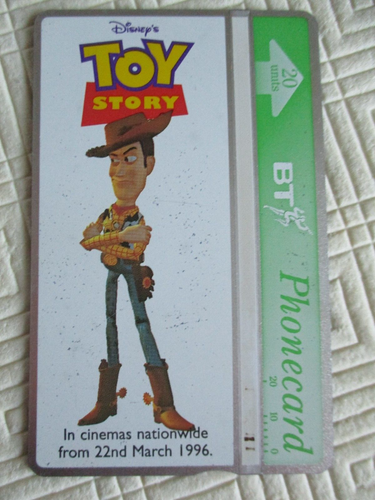 Disney's
TOY
STORY
In cinemas nationwide
from 22nd March 1996.
20
units
BT
Phonecard
20 10 0